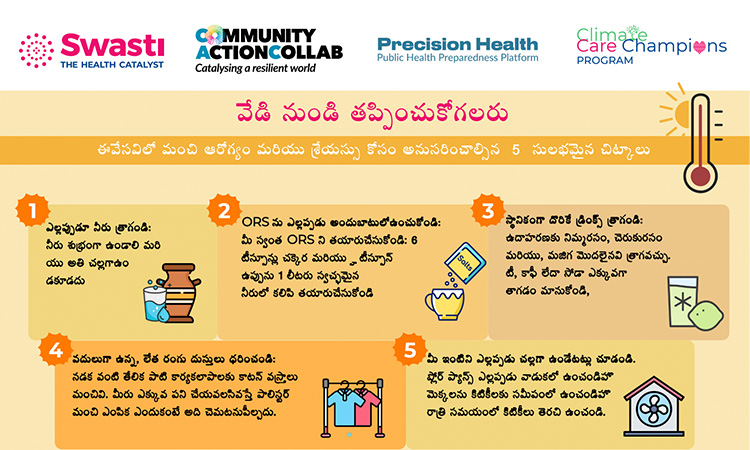 Swasti
THE HEALTH CATALYST
COMMUNITY
ACTIONCOLLAB
Catalysing a resilient world
Precision Health
Public Health Preparedness Platform
Climate
Care Champions
PROGRAM
వేడి నుండి తప్పించుకోగలరు
ఈవేసవిలో మంచి ఆరోగ్యం మరియు శ్రేయస్సు కోసం అనుసరించాల్సిన 5 సులభమైన చిట్కాలు
1
ఎల్లప్పుడూ నీరు త్రాగండి:
నీరు శుభ్రంగా ఉండాలి మరి
యు అతి చల్లగాఉం
డకూడదు
2
ORS ను ఎల్లప్పడు అందుబాటులోఉంచుకోండి:
మీ స్వంత ORS ని తయారుచేసుకోండి: 6
టీస్పూన్లు చక్కెర మరియు టీస్పూన్
ఉప్పును 1 లీటరు స్వచ్ఛమైన
నీరులో కలిపి తయారుచేసుకోండి
Salts
3
స్థానికంగా దొరికే డ్రింక్స్ త్రాగండి:
ఉదాహరణకు నిమ్మరసం, చెరుకురసం
మరియు, మజిగ మొదలైనవి త్రాగవచ్చు.
టీ, కాఫీ లేదా సోడా ఎక్కువగా
తాగడం మానుకోండి,
4
వదులుగా ఉన్న, లేత రంగు దుస్తులు ధరించండి:
నడక వంటి తేలిక పాటి కార్యకలాపాలకు కాటన్ వస్త్రాలు
మంచివి. మీరు ఎక్కువ పని చేయవలసివస్తే పాలిస్టర్
మంచి ఎంపిక ఎందుకంటే అది చెమటనుపీల్చదు.
5
మీ ఇంటిని ఎల్లప్పడు చల్లగా ఉండేటట్లు చూడండి.
ఫ్లోర్ ఫ్యాన్స్ ఎల్లప్పడు వాడుకలో ఉంచండిహా
మొక్కలను కిటికీలకు సమీపంలో ఉంచండిహా
రాత్రి సమయంలో కిటికీలు తెరచి ఉంచండి.